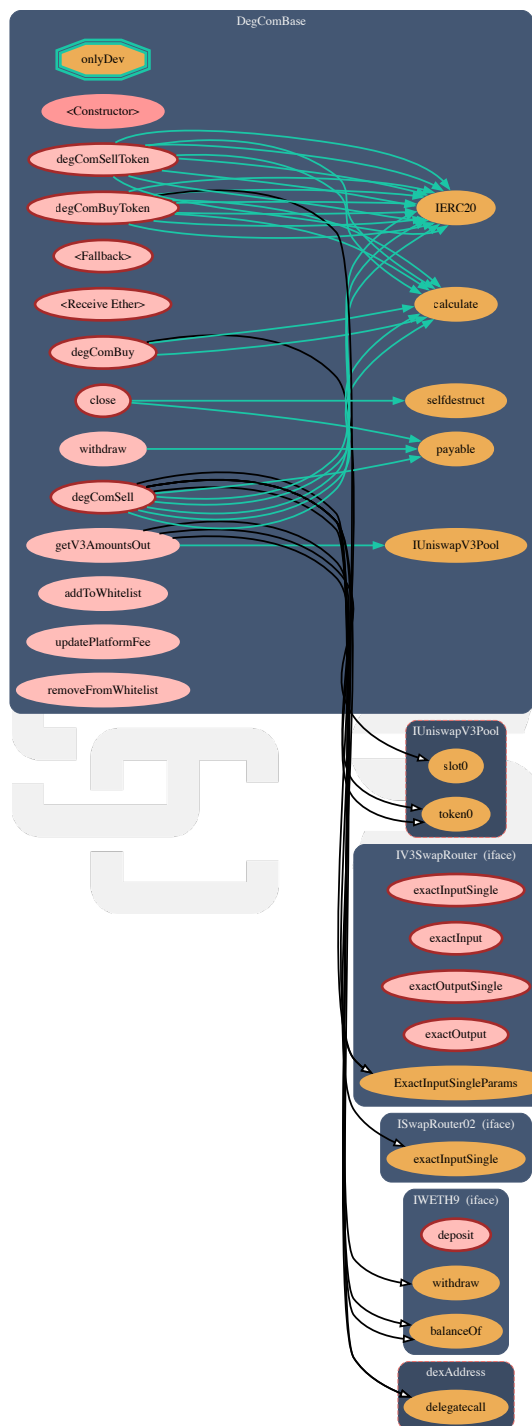 DegComBase
onlyDev
<Constructor>
degComSellToken
degComBuyToken
IERC20
<Fallback>
<Receive Ether>
calculate
degComBuy
close
selfdestruct
withdraw
payable
degComSell
getV3AmountsOut
IUniswapV3Pool
addToWhitelist
updatePlatformFee
removeFromWhitelist
IUniswapV3Pool
slot0
token0
IV3SwapRouter (iface)
exactInputSingle
exactInput
exactOutputSingle
exactOutput
ExactInputSingleParams
ISwapRouter02 (iface)
exactInputSingle
IWETH9 (iface)
deposit
withdraw
balanceOf
dexAddress
delegatecall